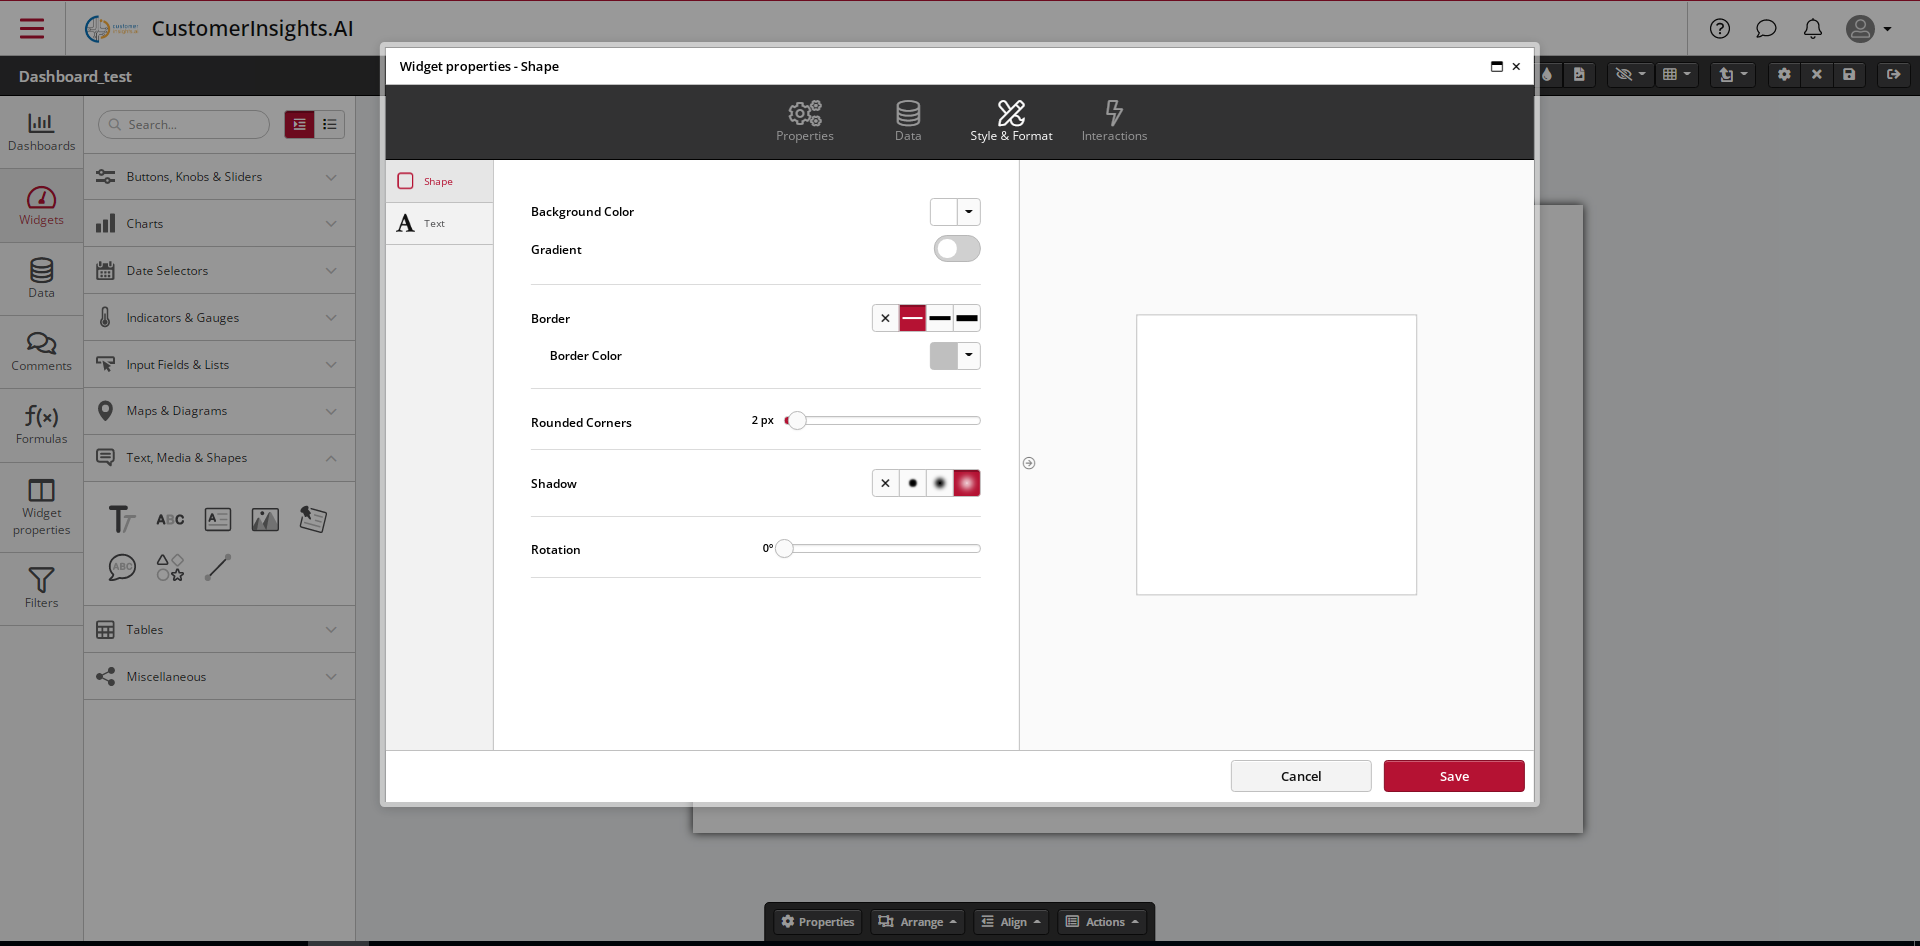 CustomerInsights.AI
Dashboard_test
Dashboards
Widgets
Data
Comments
Formulas
Widget
properties
Filters
Search...
Buttons, Knobs & Sliders
Charts
Date Selectors
Indicators & Gauges
Input Fields & Lists
Maps & Diagrams
Text, Media & Shapes
ABC
ABC
Tables
Miscellaneous
Widget properties - Shape
Properties
Data
Style & Format
Interactions
Shape
Text
Background Color
Gradient
Border
Border Color
Rounded Corners
2 px
Shadow
Rotation
0°
Cancel
Save
Properties
Arrange
Align
Actions